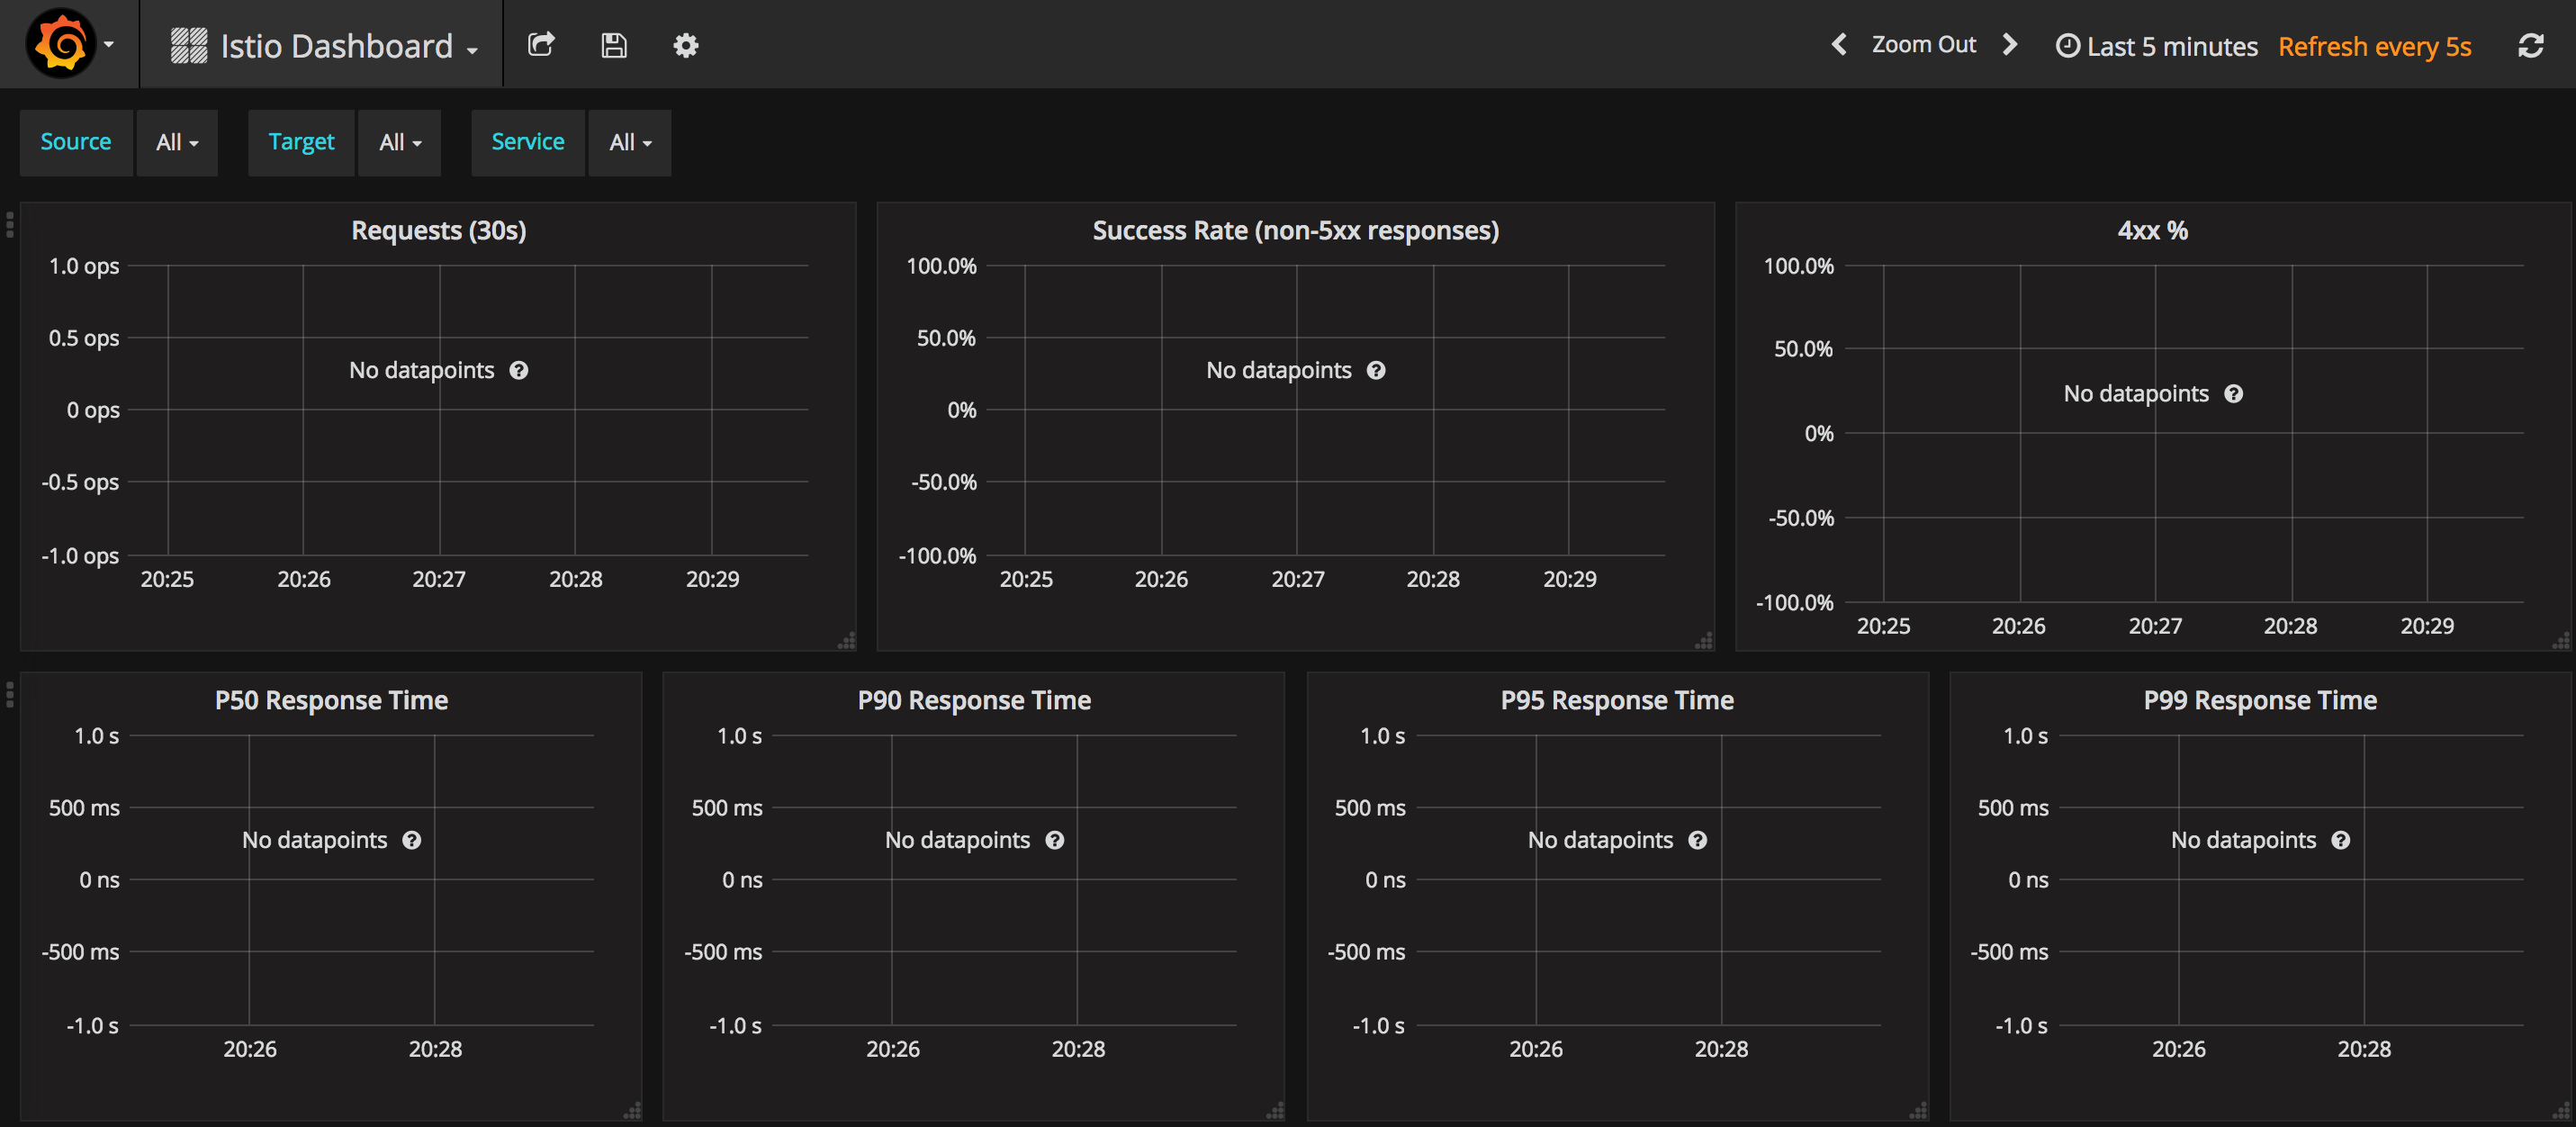 Istio Dashboard
Zoom Out
Last 5 minutes Refresh every 5s
Source All Target All Service All
Requests (30s)
1.0 ops
0.5 ops
No datapoints
0 ops
-0.5 ops
-1.0 ops
20:25 20:26 20:27 20:28 20:29
Success Rate (non-5xx responses)
100.0%
50.0%
No datapoints
0%
-50.0%
-100.0%
20:25 20:26 20:27 20:28 20:29
4xx %
100.0%
50.0%
No datapoints
0%
-50.0%
-100.0%
20:25 20:26 20:27 20:28 20:29
P50 Response Time
1.0 s
500 ms
No datapoints
0 ns
-500 ms
-1.0 s
20:26 20:28
P90 Response Time
1.0 s
500 ms
No datapoints
0 ns
-500 ms
-1.0 s
20:26 20:28
P95 Response Time
1.0 s
500 ms
No datapoints
0 ns
-500 ms
-1.0 s
20:26 20:28
P99 Response Time
1.0 s
500 ms
No datapoints
0 ns
-500 ms
-1.0 s
20:26 20:28